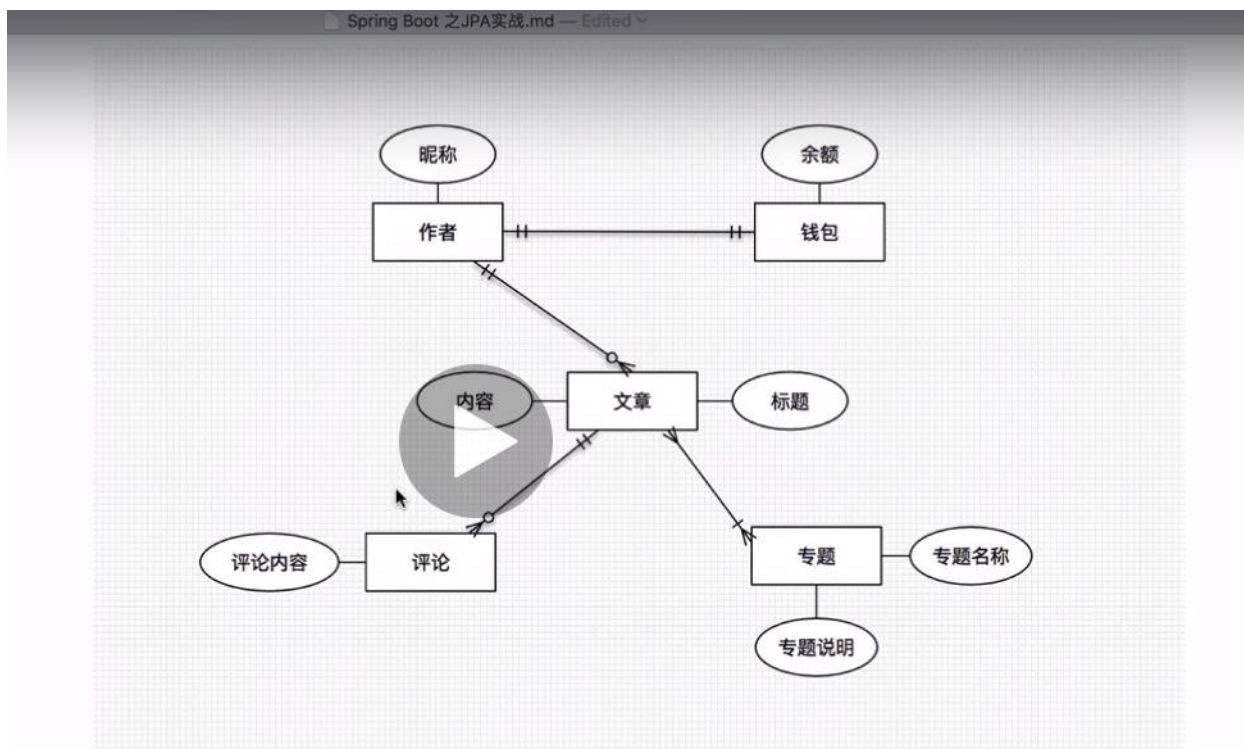 Spring Boot 之JPA实战.md — Edited
昵称
余额
作者
钱包
内容
文章
标题
评论内容
评论
专题
专题名称
专题说明